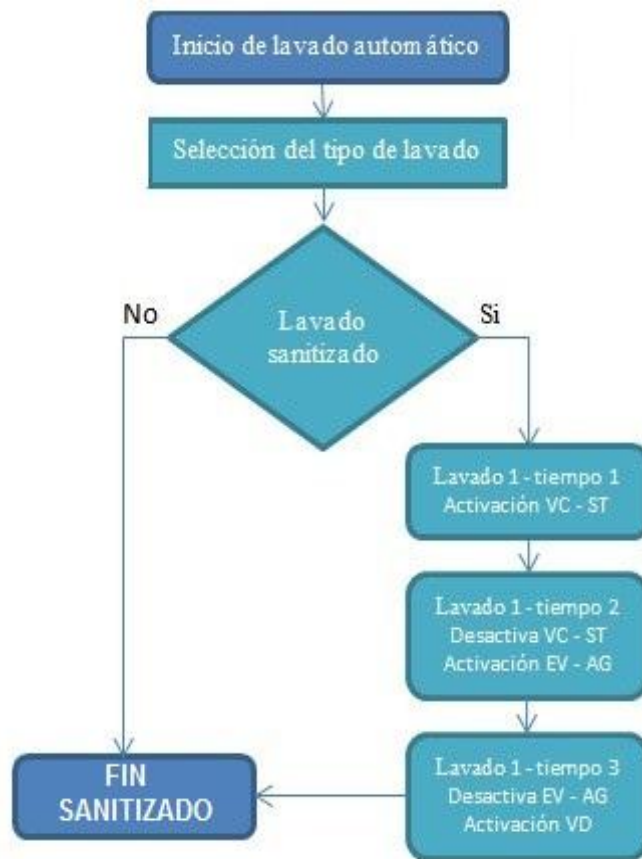 Inicio de lavado automático
Selección del tipo de lavado
No
Si
Lavado
sanitizado
Lavado 1 - tiempo 1
Activación VC - ST
Lavado 1 - tiempo 2
Desactiva VC - ST
Activación EV - AG
Lavado 1 - tiempo 3
Desactiva EV - AG
Activación VD
FIN
SANITIZADO